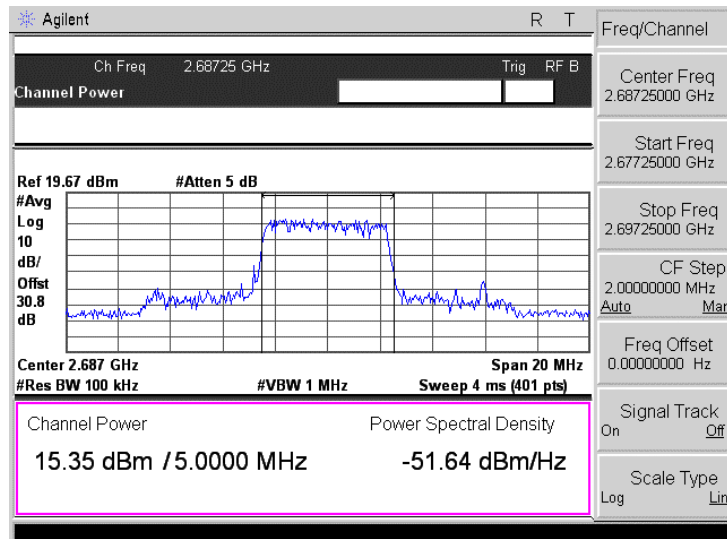 Agilent R T
Ch Freq 2.68725 GHz Trig RF B
Channel Power
Ref 19.67 dBm #Atten 5 dB
#Avg
Log
10
dB/
Offst
30.8
dB
Center 2.687 GHz Span 20 MHz
#Res BW 100 kHz #VBW 1 MHz Sweep 4 ms (401 pts)
Channel Power Power Spectral Density
15.35 dBm / 5.0000 MHz -51.64 dBm/Hz
Freq/Channel
Center Freq
2.68725000 GHz
Start Freq
2.67725000 GHz
Stop Freq
2.69725000 GHz
CF Step
2.00000000 MHz
Auto Man
Freq Offset
0.00000000 Hz
Signal Track
On Off
Scale Type
Log Lin